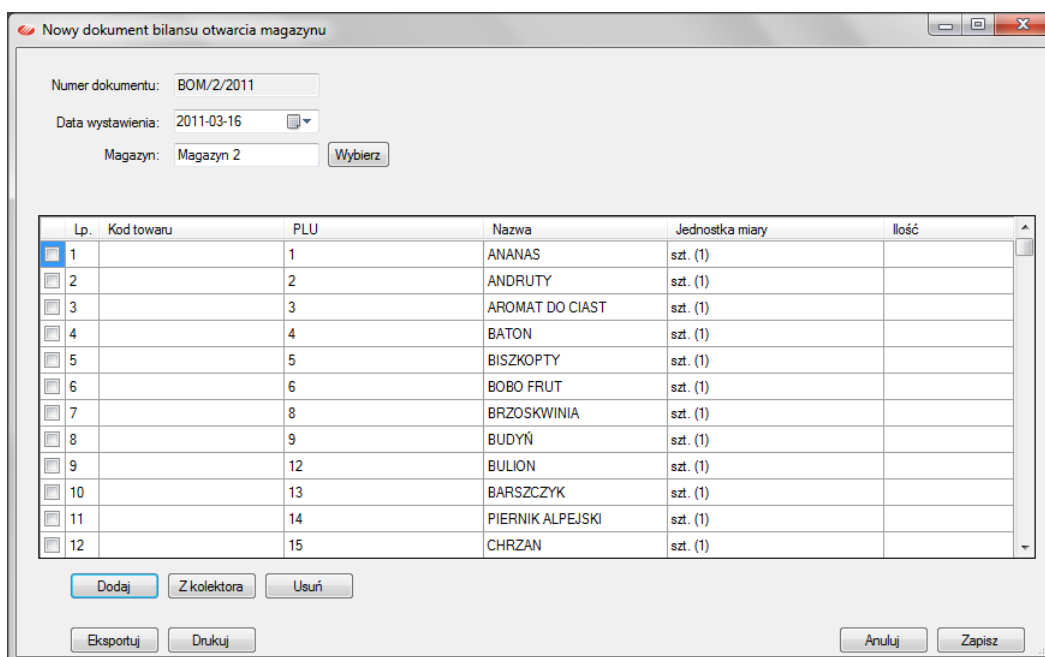 Nowy dokument bilansu otwarcia magazynu
Numer dokumentu: BOM/2/2011
Data wystawienia: 2011-03-16
Magazyn: Magazyn 2 Wybierz
Lp. Kod towaru PLU Nazwa Jednostka miary Ilość
1 1 ANANAS szt. (1)
2 2 ANDRUTY szt. (1)
3 3 AROMAT DO CIAST szt. (1)
4 4 BATON szt. (1)
5 5 BISZKOPTY szt. (1)
6 6 BOBO FRUT szt. (1)
7 8 BRZOSKWINIA szt. (1)
8 9 BUDYŃ szt. (1)
9 12 BULION szt. (1)
10 13 BARSZCZYK szt. (1)
11 14 PIERNIK ALPEJSKI szt. (1)
12 15 CHRZAN szt. (1)
Dodaj Z kolektora Usuń
Eksportuj Drukuj Anuluj Zapisz